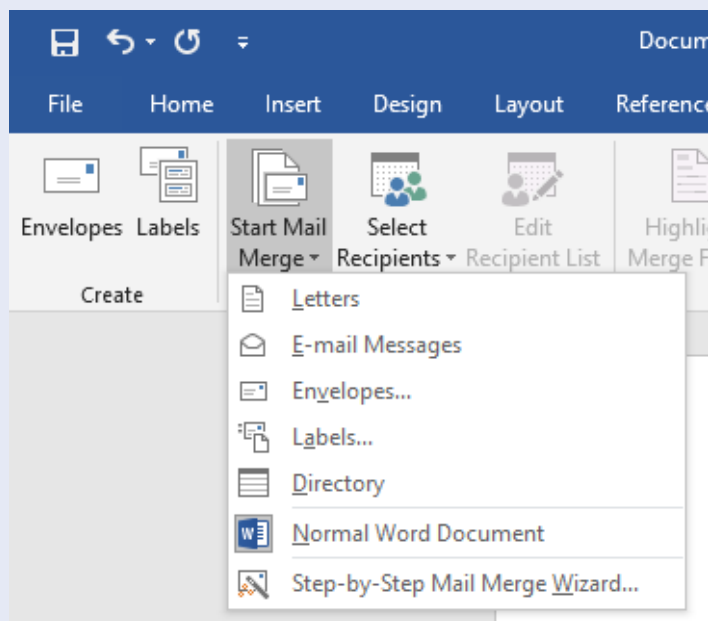 Docum
File Home Insert Design Layout Referenc
Envelopes Labels Start Mail Merge Select Recipients Edit Recipient List Highli Merge F
Create
Letters
E-mail Messages
Envelopes...
Labels...
Directory
Normal Word Document
Step-by-Step Mail Merge Wizard...